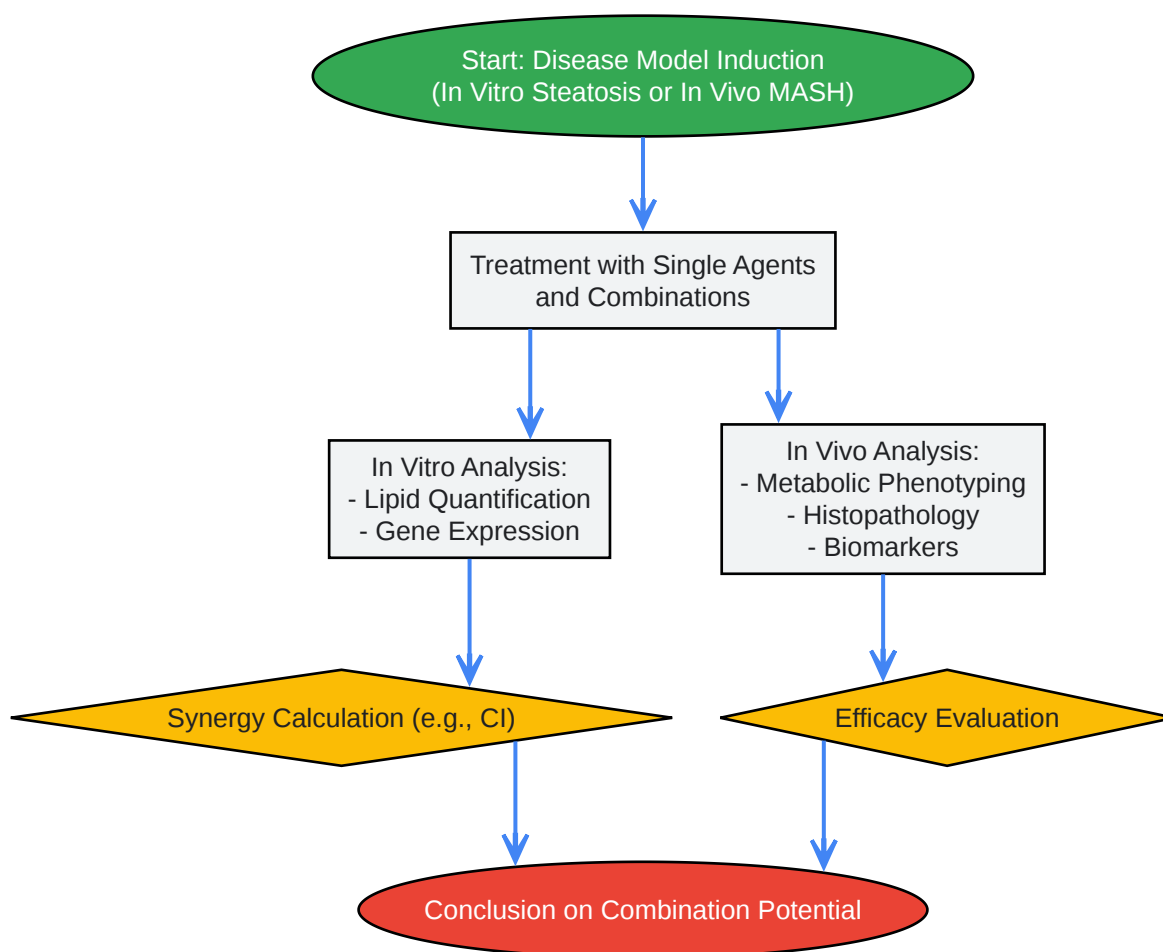 Start: Disease Model Induction
(In Vitro Steatosis or In Vivo MASH)
Treatment with Single Agents
and Combinations
In Vitro Analysis:
- Lipid Quantification
- Gene Expression
In Vivo Analysis:
- Metabolic Phenotyping
- Histopathology
- Biomarkers
Synergy Calculation (e.g., CI)
Efficacy Evaluation
Conclusion on Combination Potential